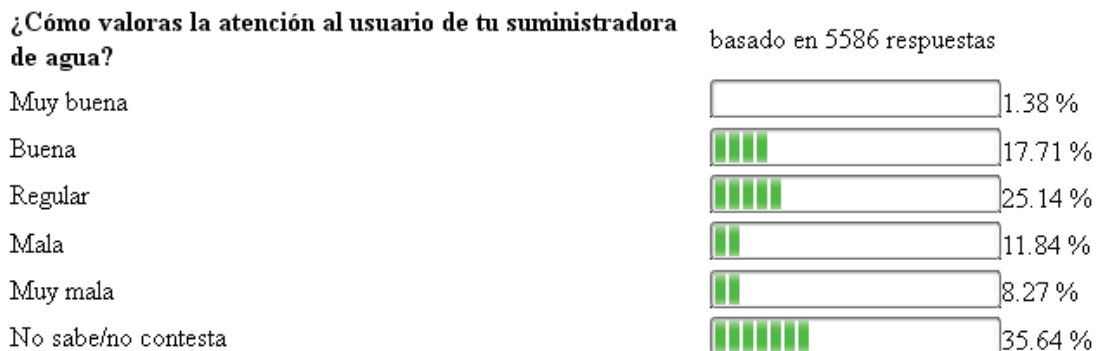 ¿Cómo valoras la atención al usuario de tu suministradora
de agua?
basado en 5586 respuestas
Muy buena 1.38 %
Buena 17.71 %
Regular 25.14 %
Mala 11.84 %
Muy mala 8.27 %
No sabe/no contesta 35.64 %